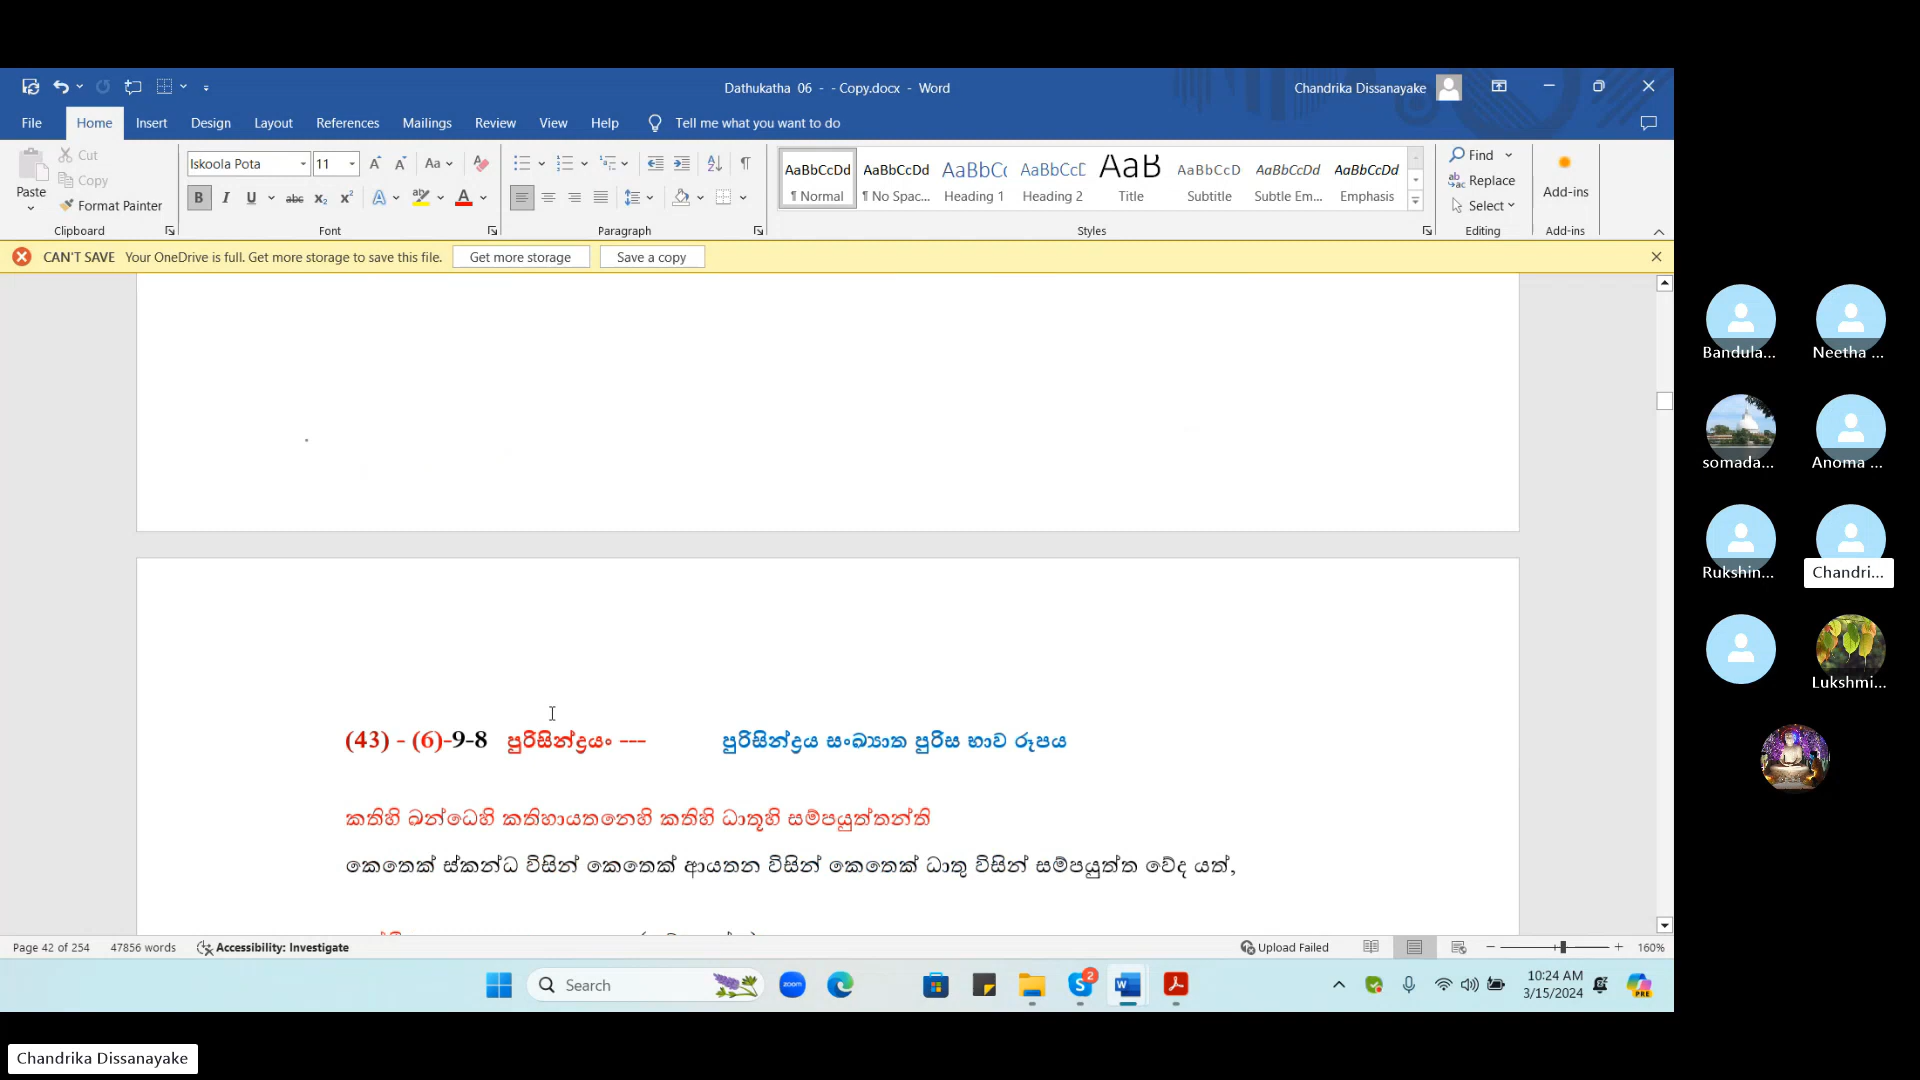 Dathukatha 06 - - Copy.docx - Word
Chandrika Dissanayake
File Home Insert Design Layout References Mailings Review View Help Tell me what you want to do
Paste
Cut
Copy
Format Painter
Clipboard
Iskoola Pota 11
Font
Paragraph
AaBbCcDd AaBbCcDd AaBbCc AaBbCcD AaB AaBbCcD AaBbCcDd AaBbCcDd
¶ Normal ¶ No Spac... Heading 1 Heading 2 Title Subtitle Subtle Em... Emphasis
Styles
Find
Replace
Select
Editing
Add-ins
Add-ins
CAN'T SAVE Your OneDrive is full. Get more storage to save this file. Get more storage Save a copy
(43) - (6)-9-8 පුරිසින්ද්‍රයං --- පුරිසින්ද්‍රය සංඛ්‍යාත පුරිස භාව රූපය
කතිහි ඛන්ධෙහි කතිහායතනෙහි කතිහි ධාතූහි සම්පයුත්තන්ති
කෙතෙක් ස්කන්ධ විසින් කෙතෙක් ආයතන විසින් කෙතෙක් ධාතු විසින් සම්පයුත්ත වේද යත්,
Page 42 of 254 47856 words Accessibility: Investigate Upload Failed 160%
Search
zoom
2
10:24 AM
3/15/2024
PRE
Bandula... Neetha ...
somada... Anoma ...
Rukshin... Chandri...
Lukshmi...
Chandrika Dissanayake